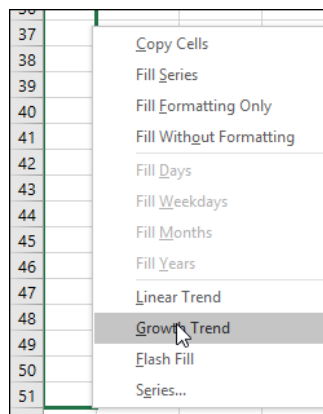 36
37
Copy Cells
38
Fill Series
39
Fill Formatting Only
40
Fill Without Formatting
41
42
Fill Days
43
Fill Weekdays
44
Fill Months
45
46
Fill Years
47
Linear Trend
48
Growth Trend
49
Flash Fill
50
Series...
51